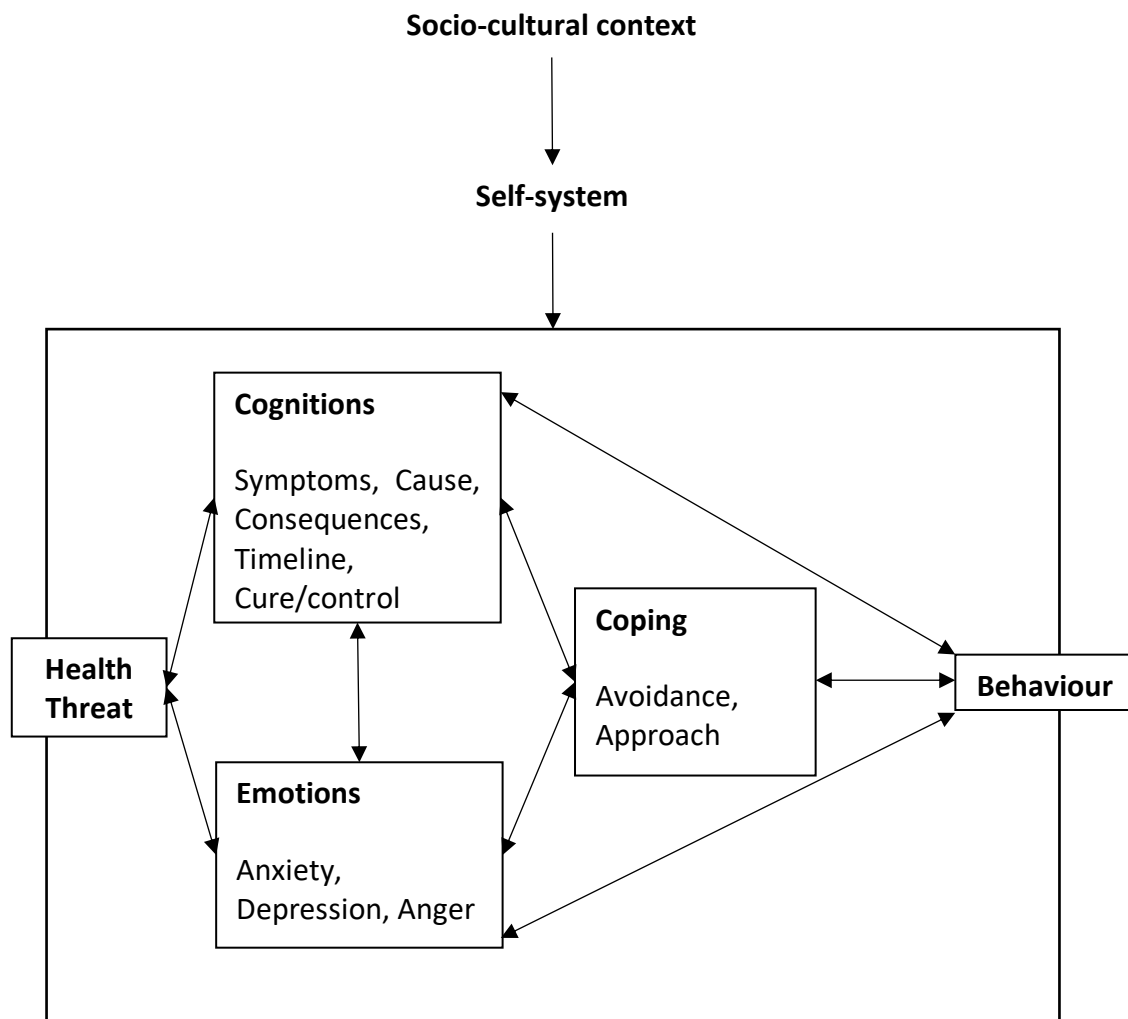 Socio-cultural context
Self-system
Cognitions
Symptoms, Cause,
Consequences,
Timeline,
Cure/control
Health
Threat
Coping
Avoidance,
Approach
Behaviour
Emotions
Anxiety,
Depression, Anger